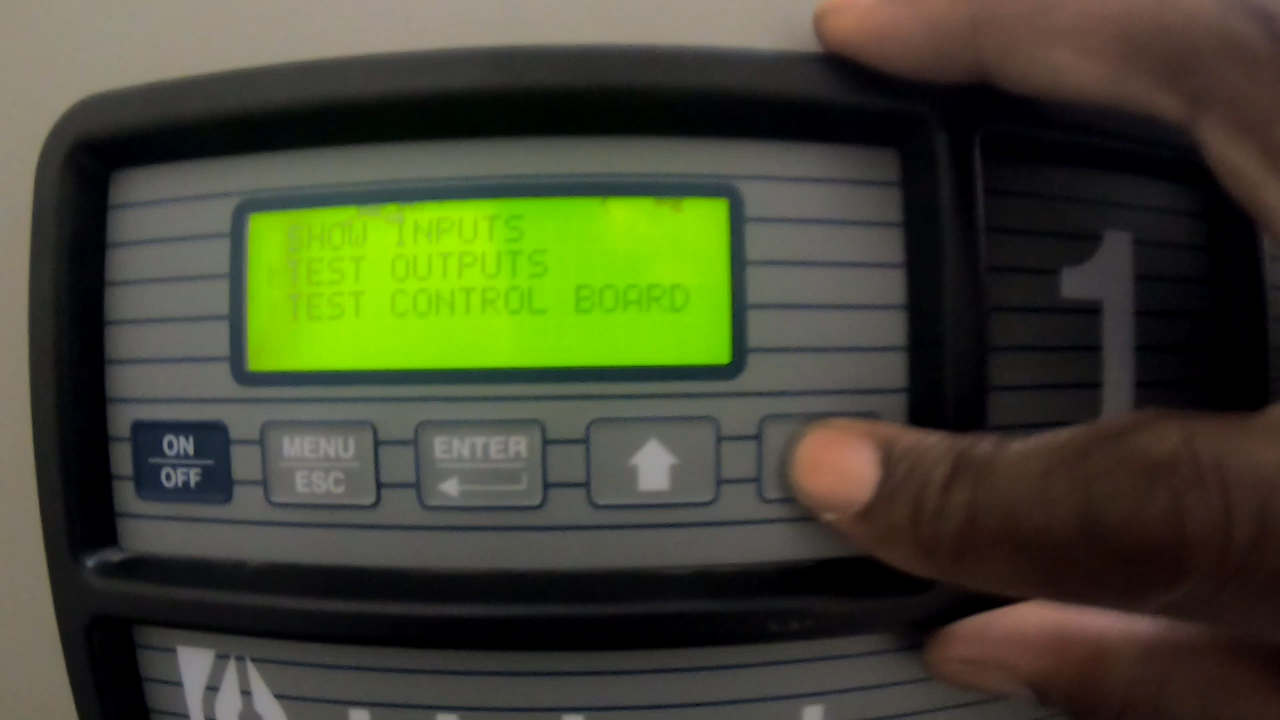 SHOW INPUTS
TEST OUTPUTS
TEST CONTROL BOARD
ON
OFF
MENU
ESC
ENTER
1